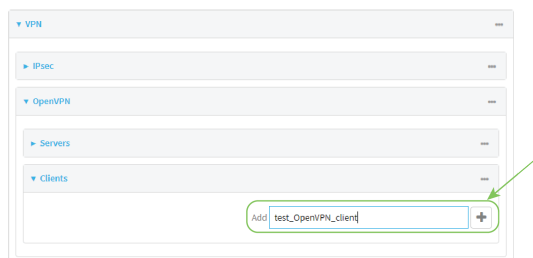 VPN
IPsec
OpenVPN
Servers
Clients
Add test_OpenVPN_client